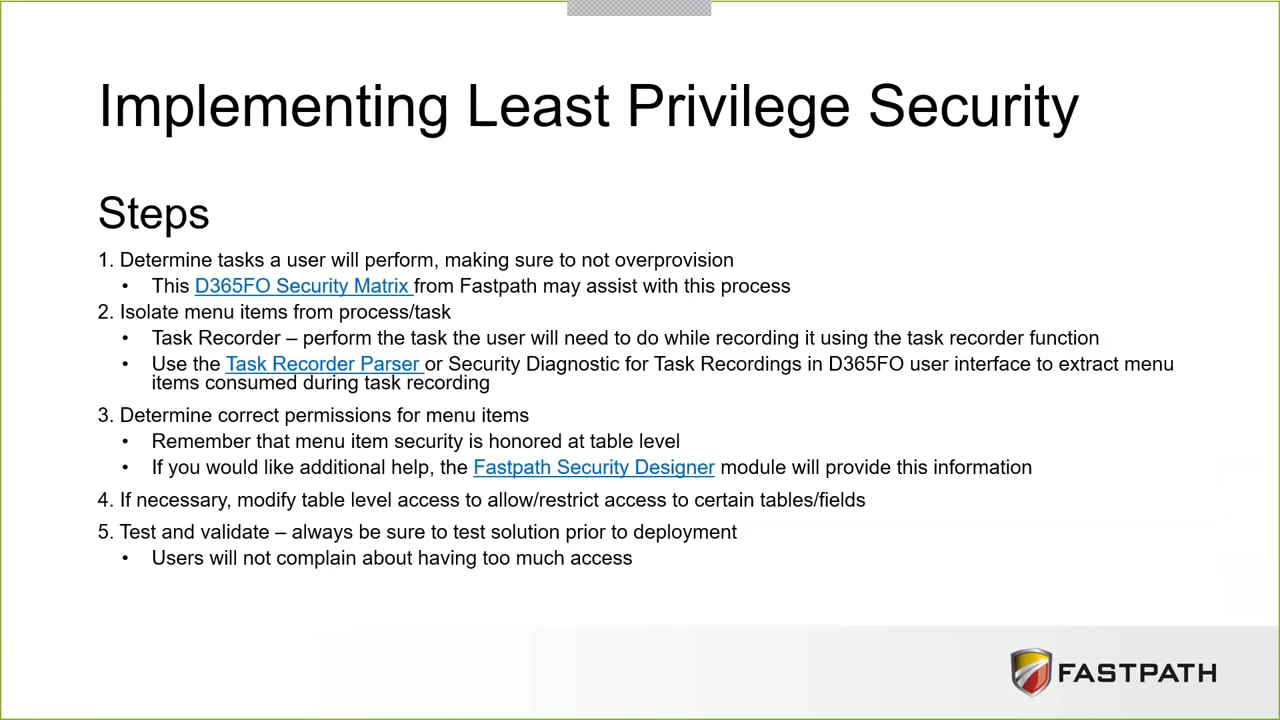 Implementing Least Privilege Security
Steps
1. Determine tasks a user will perform, making sure to not overprovision
• This D365FO Security Matrix from Fastpath may assist with this process
2. Isolate menu items from process/task
• Task Recorder – perform the task the user will need to do while recording it using the task recorder function
• Use the Task Recorder Parser or Security Diagnostic for Task Recordings in D365FO user interface to extract menu
items consumed during task recording
3. Determine correct permissions for menu items
• Remember that menu item security is honored at table level
• If you would like additional help, the Fastpath Security Designer module will provide this information
4. If necessary, modify table level access to allow/restrict access to certain tables/fields
5. Test and validate – always be sure to test solution prior to deployment
• Users will not complain about having too much access
FASTPATH